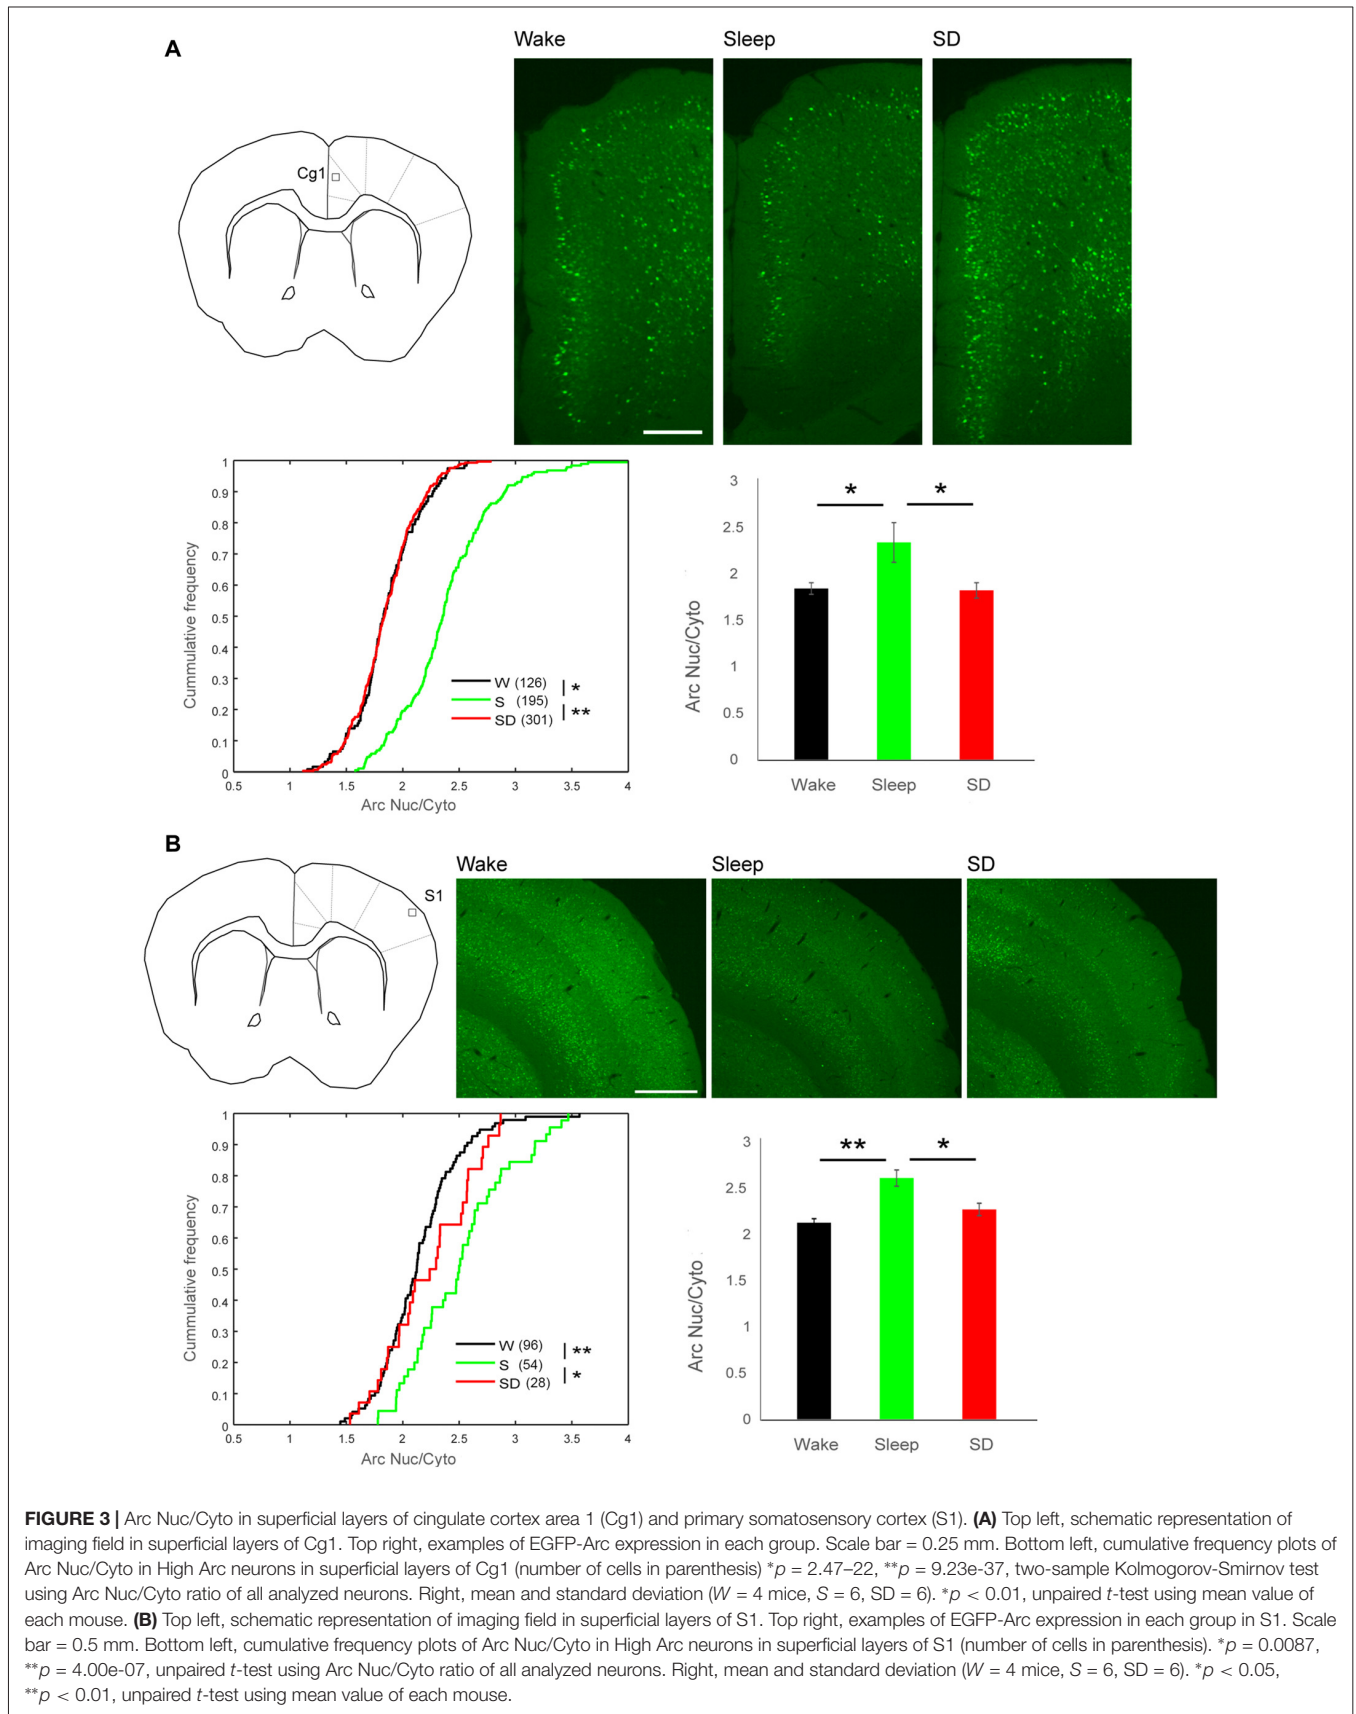 A
Wake
Sleep
SD
Cg1
Cummulative frequency
1
0.9
0.8
0.7
0.6
0.5
0.4
0.3
0.2
0.1
0
0.5 1 1.5 2 2.5 3 3.5 4
Arc Nuc/Cyto
W (126)
S (195)
SD (301)
*
**
Arc Nuc/Cyto
3
2.5
2
1.5
1
0.5
0
* *
Wake Sleep SD
B
Wake
Sleep
SD
S1
Cummulative frequency
1
0.9
0.8
0.7
0.6
0.5
0.4
0.3
0.2
0.1
0
0.5 1 1.5 2 2.5 3 3.5 4
Arc Nuc/Cyto
W (96)
S (54)
SD (28)
**
*
Arc Nuc/Cyto
3
2.5
2
1.5
1
0.5
0
** *
Wake Sleep SD
FIGURE 3 | Arc Nuc/Cyto in superficial layers of cingulate cortex area 1 (Cg1) and primary somatosensory cortex (S1). (A) Top left, schematic representation of
imaging field in superficial layers of Cg1. Top right, examples of EGFP-Arc expression in each group. Scale bar = 0.25 mm. Bottom left, cumulative frequency plots of
Arc Nuc/Cyto in High Arc neurons in superficial layers of Cg1 (number of cells in parenthesis) *p = 2.47–22, **p = 9.23e-37, two-sample Kolmogorov-Smirnov test
using Arc Nuc/Cyto ratio of all analyzed neurons. Right, mean and standard deviation (W = 4 mice, S = 6, SD = 6). *p < 0.01, unpaired t-test using mean value of
each mouse. (B) Top left, schematic representation of imaging field in superficial layers of S1. Top right, examples of EGFP-Arc expression in each group in S1. Scale
bar = 0.5 mm. Bottom left, cumulative frequency plots of Arc Nuc/Cyto in High Arc neurons in superficial layers of S1 (number of cells in parenthesis). *p = 0.0087,
**p = 4.00e-07, unpaired t-test using Arc Nuc/Cyto ratio of all analyzed neurons. Right, mean and standard deviation (W = 4 mice, S = 6, SD = 6). *p < 0.05,
**p < 0.01, unpaired t-test using mean value of each mouse.